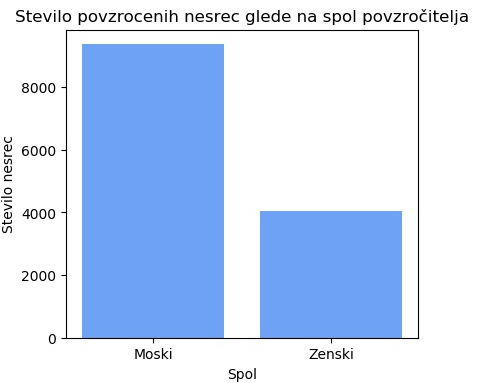 Stevilo povzrocenih nesrec glede na spol povzročitelja
Stevilo nesrec
8000
6000
4000
2000
0
Moski Zenski
Spol